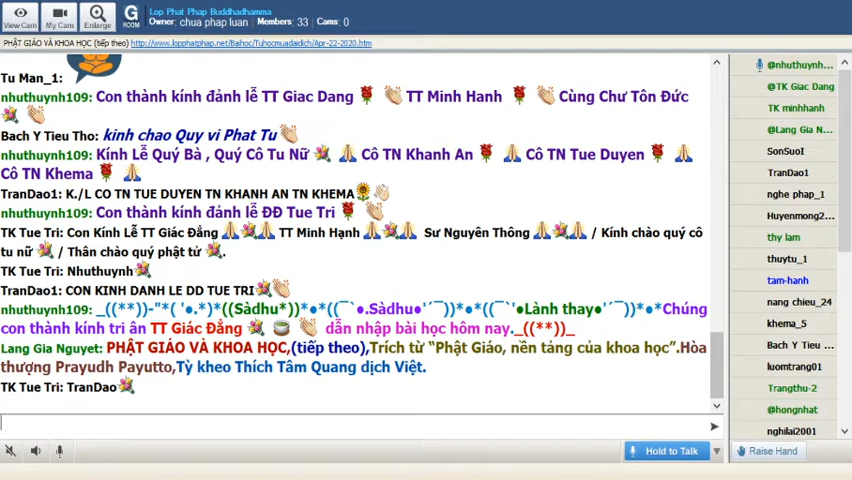 Lop Phat Phap Buddhadhamma
Owner: chua phap luan Members: 33 Cams: 0
View Cam
My Cam
Enlarge
G
ROOM
PHẬT GIÁO VÀ KHOA HỌC (tiếp theo) http://www.lopphatphap.net/Baihoc/Tuhocmuadaidich/Apr-22-2020.htm
Tu Man_1:
nhuthuynh109: Con thành kính đảnh lễ TT Giac Dang TT Minh Hanh Cùng Chư Tôn Đức
Bach Y Tieu Tho: kinh chao Quy vi Phat Tu
nhuthuynh109: Kính Lễ Quý Bà , Quý Cô Tu Nữ Cô TN Khanh An Cô TN Tue Duyen
Cô TN Khema
TranDao1: K./L CO TN TUE DUYEN TN KHANH AN TN KHEMA
nhuthuynh109: Con thành kính đảnh lễ ĐĐ Tue Tri
TK Tue Tri: Con Kính Lễ TT Giác Đẳng TT Minh Hạnh Sư Nguyên Thông / Kính chào quý cô
tu nữ / Thân chào quý phật tử .
TK Tue Tri: Nhuthuynh
TranDao1: CON KINH DANH LE DD TUE TRI
nhuthuynh109: _((**))-"*( '•.*)*((Sàdhu*))*•*((¯`•.Sàdhu•'´¯))*•*((¯`'•Lành thay•'´¯))*•*Chúng
con thành kính tri ân TT Giác Đẳng dẫn nhập bài học hôm nay._((**))_
Lang Gia Nguyet: PHẬT GIÁO VÀ KHOA HỌC,(tiếp theo),Trích từ “Phật Giáo, nền tảng của khoa học”.Hòa
thượng Prayudh Payutto,Tỳ kheo Thích Tâm Quang dịch Việt.
TK Tue Tri: TranDao
Hold to Talk
Raise Hand
@nhuthuynh...
@TK Giac Dang
TK minhhanh
@Lang Gia N...
SonSuoI
TranDao1
nghe phap_1
Huyenmong2...
thy lam
thuytu_1
tam-hanh
nang chieu_24
khema_5
Bach Y Tieu ...
luomtrang01
Trangthu-2
@hongnhat
nghilai2001